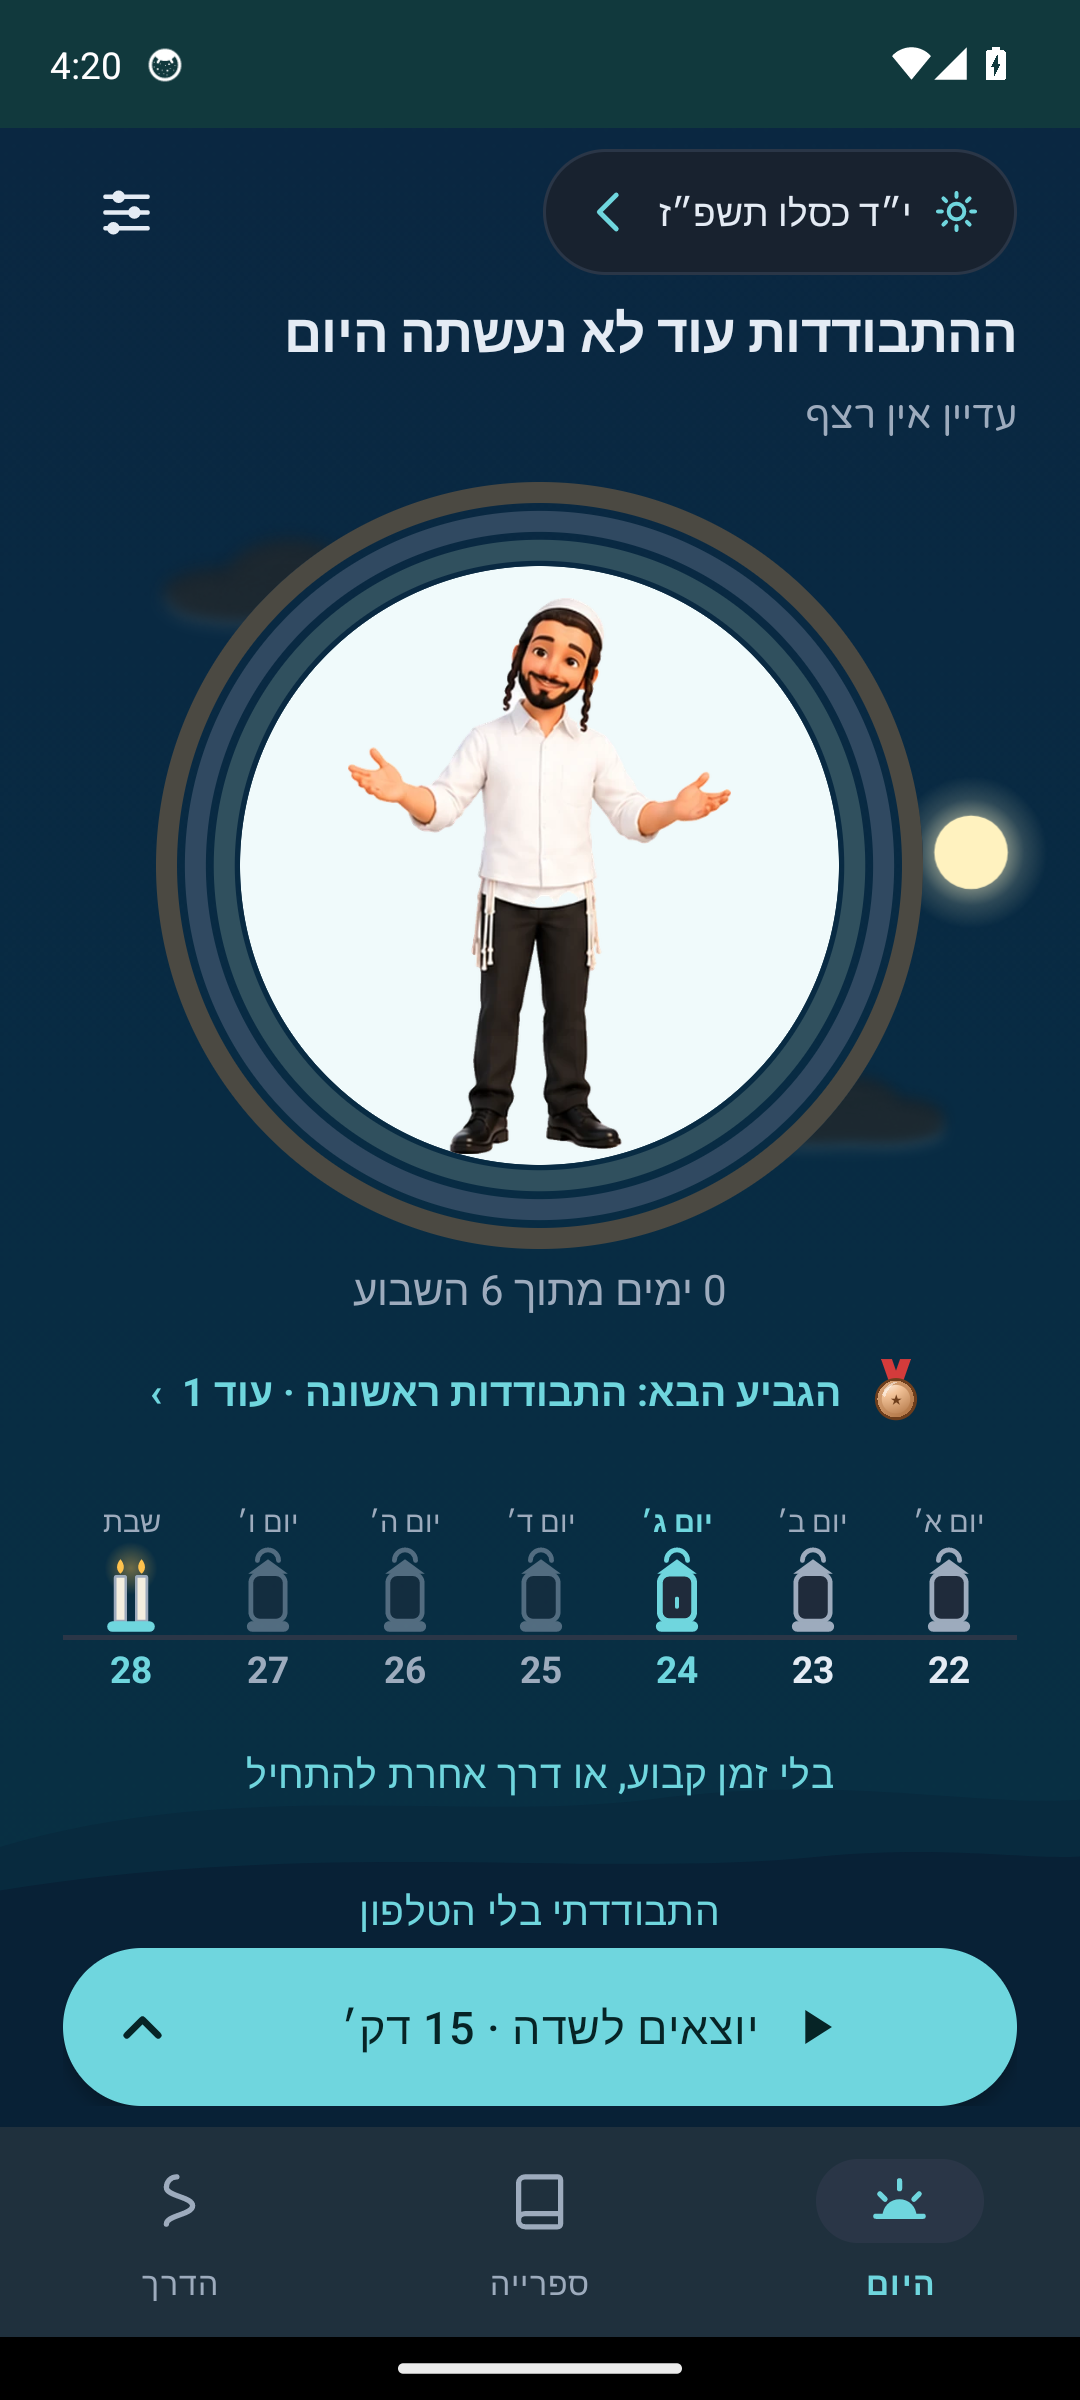 4:20
י״ד כסלו תשפ״ז
ההתבודדות עוד לא נעשתה היום
עדיין אין רצף
0 ימים מתוך 6 השבוע
הגביע הבא: התבודדות ראשונה · עוד 1 ›
יום א׳ יום ב׳ יום ג׳ יום ד׳ יום ה׳ יום ו׳ שבת
22 23 24 25 26 27 28
בלי זמן קבוע, או דרך אחרת להתחיל
התבודדתי בלי הטלפון
יוצאים לשדה · 15 דק׳
היום ספרייה הדרך